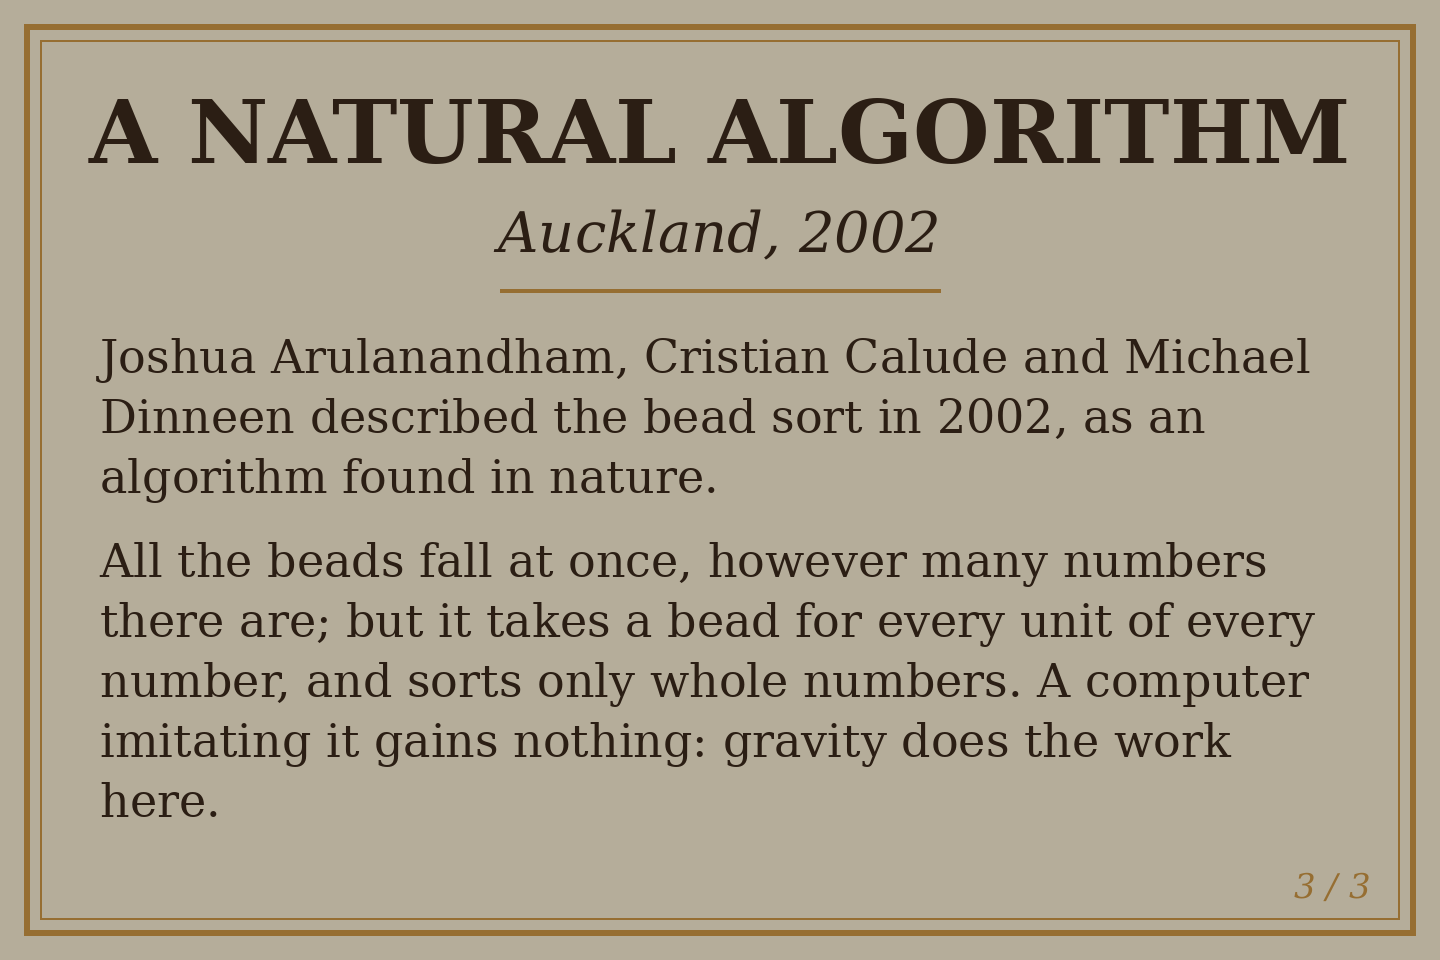 A NATURAL ALGORITHM
Auckland, 2002
Joshua Arulanandham, Cristian Calude and Michael
Dinneen described the bead sort in 2002, as an
algorithm found in nature.
All the beads fall at once, however many numbers
there are; but it takes a bead for every unit of every
number, and sorts only whole numbers. A computer
imitating it gains nothing: gravity does the work
here.
3 / 3